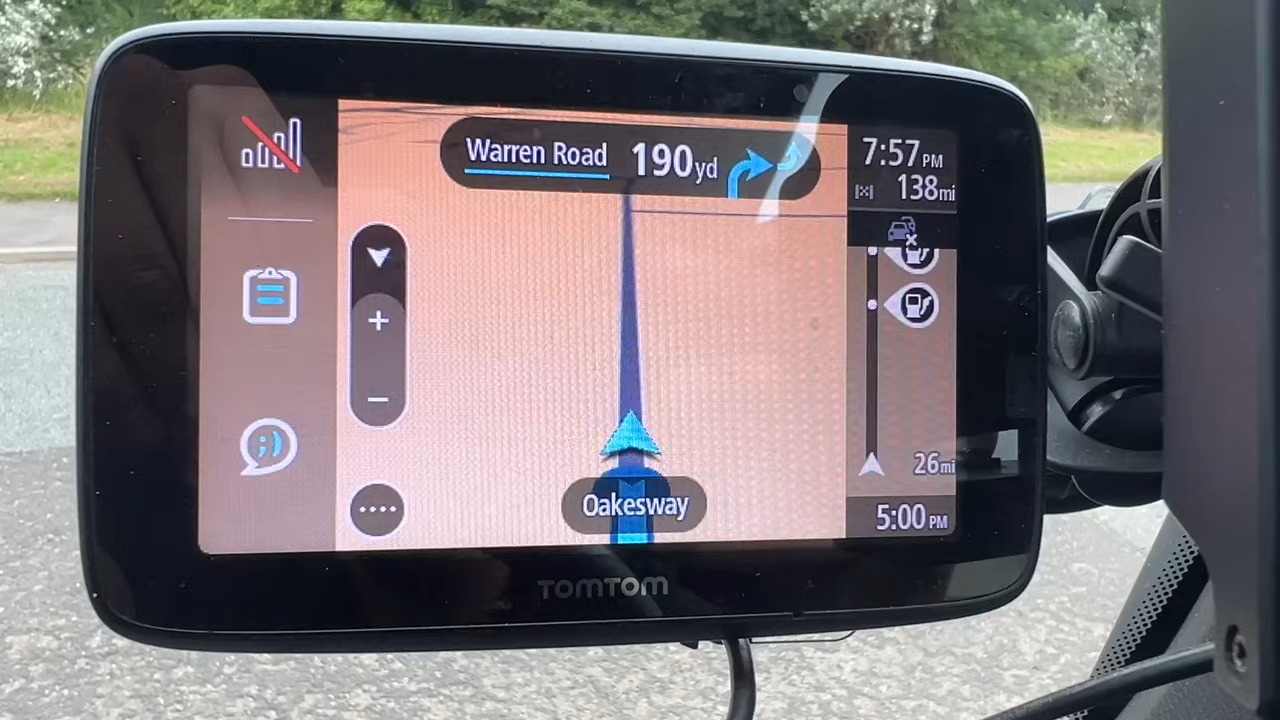 Warren Road 190yd
7:57PM
138mi
+
−
26mi
Oakesway
5:00PM
TOMTOM